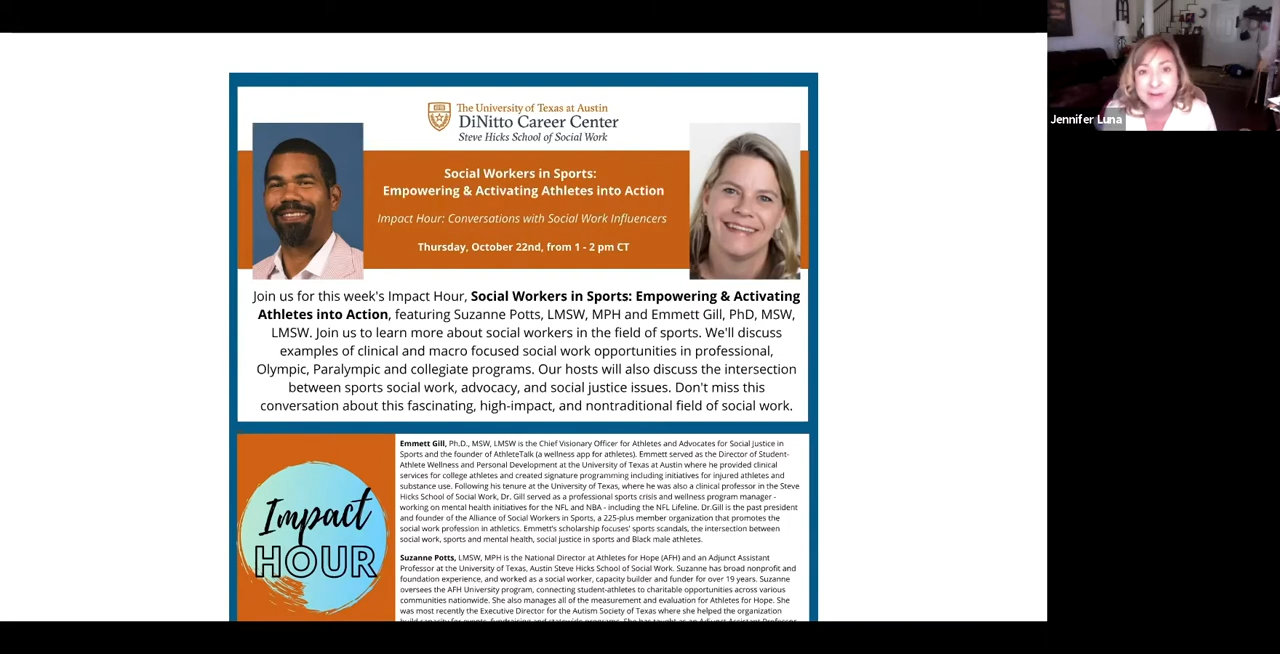 The University of Texas at Austin
DiNitto Career Center
Steve Hicks School of Social Work
Social Workers in Sports:
Empowering & Activating Athletes into Action
Impact Hour: Conversations with Social Work Influencers
Thursday, October 22nd, from 1 - 2 pm CT
Join us for this week's Impact Hour, Social Workers in Sports: Empowering & Activating
Athletes into Action, featuring Suzanne Potts, LMSW, MPH and Emmett Gill, PhD, MSW,
LMSW. Join us to learn more about social workers in the field of sports. We'll discuss
examples of clinical and macro focused social work opportunities in professional,
Olympic, Paralympic and collegiate programs. Our hosts will also discuss the intersection
between sports social work, advocacy, and social justice issues. Don't miss this
conversation about this fascinating, high-impact, and nontraditional field of social work.
Impact
HOUR
Emmett Gill, Ph.D., MSW, LMSW is the Chief Visionary Officer for Athletes and Advocates for Social Justice in
Sports and the founder of AthleteTalk (a wellness app for athletes). Emmett served as the Director of Student-
Athlete Wellness and Personal Development at the University of Texas at Austin where he provided clinical
services for college athletes and created signature programming including initiatives for injured athletes and
substance use. Following his tenure at the University of Texas, where he was also a clinical professor in the Steve
Hicks School of Social Work, Dr. Gill served as a professional sports crisis and wellness program manager -
working on mental health initiatives for the NFL and NBA - including the NFL Lifeline. Dr.Gill is the past president
and founder of the Alliance of Social Workers in Sports, a 225-plus member organization that promotes the
social work profession in athletics. Emmett's scholarship focuses' sports scandals, the intersection between
social work, sports and mental health, social justice in sports and Black male athletes.
Suzanne Potts, LMSW, MPH is the National Director at Athletes for Hope (AFH) and an Adjunct Assistant
Professor at the University of Texas, Austin Steve Hicks School of Social Work. Suzanne has broad nonprofit and
foundation experience, and worked as a social worker, capacity builder and funder for over 19 years. Suzanne
oversees the AFH University program, connecting student-athletes to charitable opportunities across various
communities nationwide. She also manages all of the measurement and evaluation for Athletes for Hope. She
was most recently the Executive Director for the Autism Society of Texas where she helped the organization
build capacity for events, fundraising and statewide programs. She has taught as an Adjunct Assistant Professor
Jennifer Luna